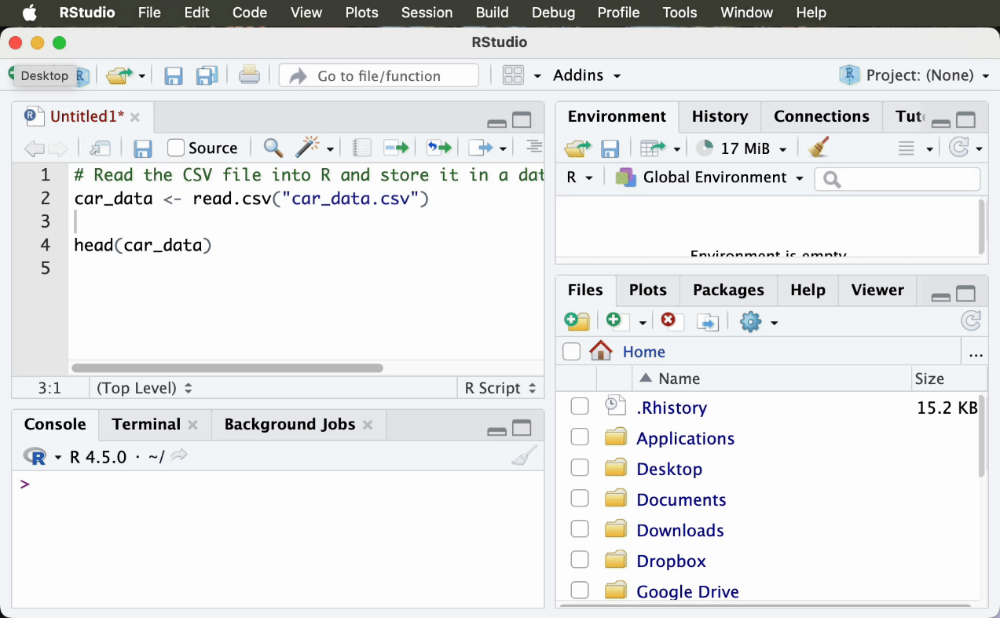 RStudio File Edit Code View Plots Session Build Debug Profile Tools Window Help
RStudio
Desktop R Go to file/function Addins R Project: (None)
R Untitled1*
Source
1 # Read the CSV file into R and store it in a dat
2 car_data <- read.csv("car_data.csv")
3
4 head(car_data)
5
3:1 (Top Level) R Script
Console Terminal Background Jobs
R R 4.5.0 · ~/
>
Environment History Connections Tut
17 MiB
R Global Environment
Environment is empty
Files Plots Packages Help Viewer
Home ...
Name Size
.Rhistory 15.2 KB
Applications
Desktop
Documents
Downloads
Dropbox
Google Drive